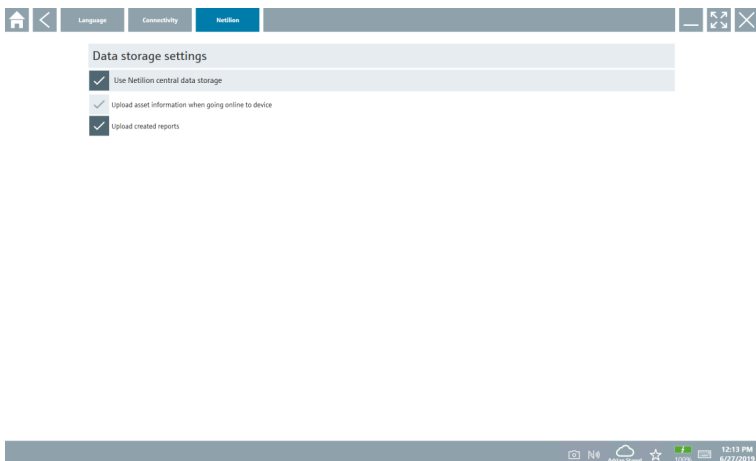 Language
Connectivity
Netilion
Data storage settings
Use Netilion central data storage
Upload asset information when going online to device
Upload created reports
100%
12:13 PM
6/27/2019